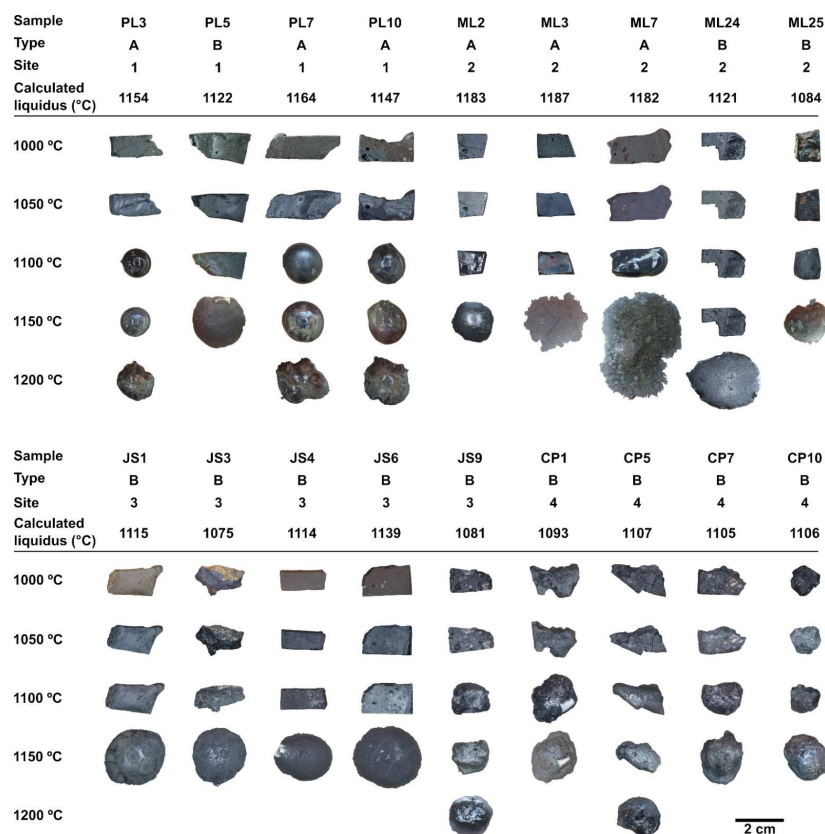 Sample PL3 PL5 PL7 PL10 ML2 ML3 ML7 ML24 ML25
Type A B A A A A A B B
Site 1 1 1 1 2 2 2 2 2
Calculated
liquidus (°C) 1154 1122 1164 1147 1183 1187 1182 1121 1084
1000 ºC
1050 ºC
1100 ºC
1150 ºC
1200 ºC
Sample JS1 JS3 JS4 JS6 JS9 CP1 CP5 CP7 CP10
Type B B B B B B B B B
Site 3 3 3 3 3 4 4 4 4
Calculated
liquidus (°C) 1115 1075 1114 1139 1081 1093 1107 1105 1106
1000 ºC
1050 ºC
1100 ºC
1150 ºC
1200 ºC
2 cm